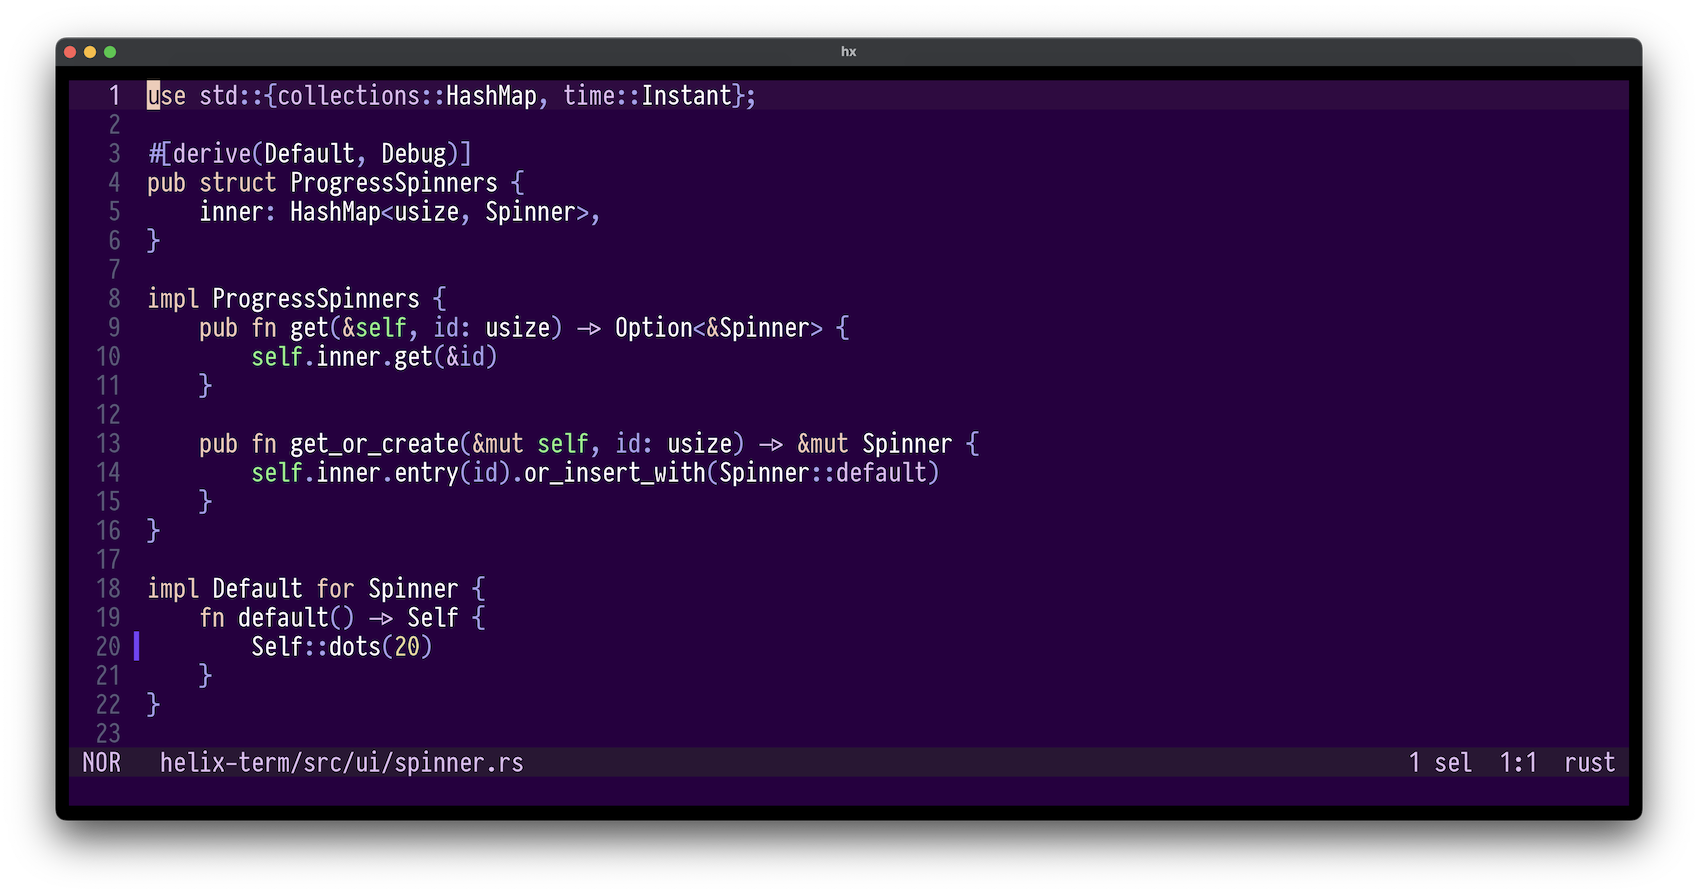 hx
1 use std::{collections::HashMap, time::Instant};
2
3 #[derive(Default, Debug)]
4 pub struct ProgressSpinners {
5     inner: HashMap<usize, Spinner>,
6 }
7
8 impl ProgressSpinners {
9     pub fn get(&self, id: usize) -> Option<&Spinner> {
10         self.inner.get(&id)
11     }
12
13     pub fn get_or_create(&mut self, id: usize) -> &mut Spinner {
14         self.inner.entry(id).or_insert_with(Spinner::default)
15     }
16 }
17
18 impl Default for Spinner {
19     fn default() -> Self {
20         Self::dots(20)
21     }
22 }
23
NOR helix-term/src/ui/spinner.rs 1 sel 1:1 rust